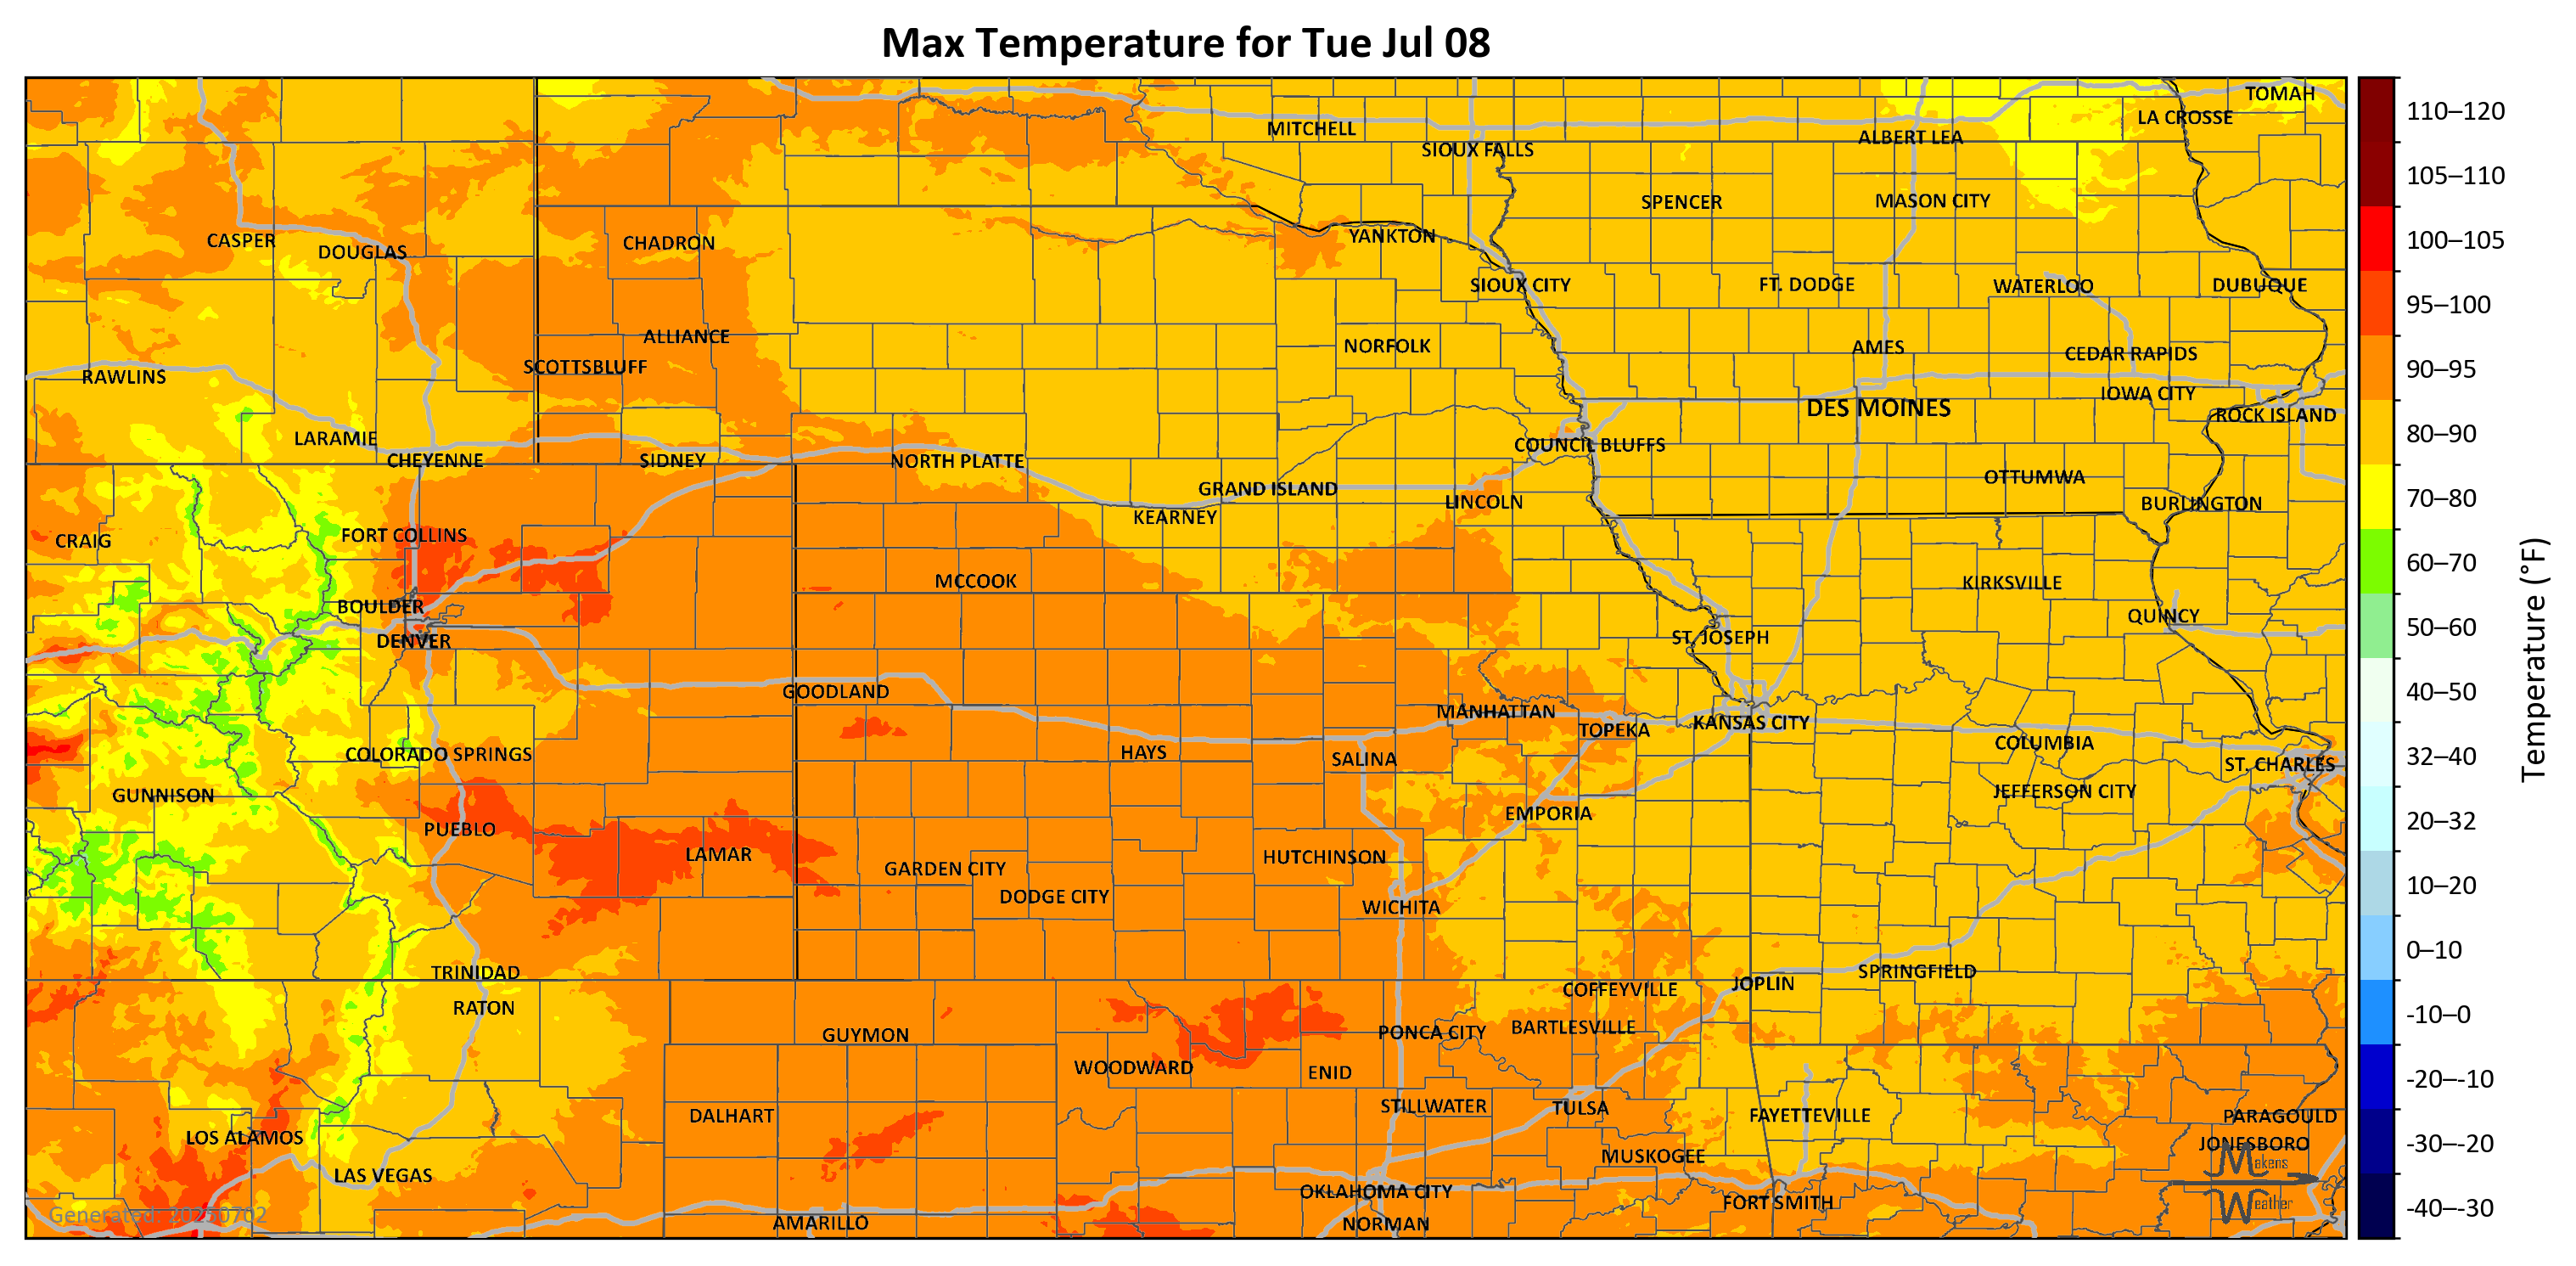 Max Temperature for Tue Jul 08
TOMAH
LA CROSSE
MITCHELL
ALBERT LEA
SIOUX FALLS
SPENCER
MASON CITY
CASPER
DOUGLAS
CHADRON
YANKTON
SIOUX CITY
FT. DODGE
WATERLOO
DUBUQUE
ALLIANCE
NORFOLK
AMES
CEDAR RAPIDS
SCOTTSBLUFF
RAWLINS
IOWA CITY
DES MOINES
ROCK ISLAND
LARAMIE
COUNCIL BLUFFS
CHEYENNE
SIDNEY
NORTH PLATTE
OTTUMWA
GRAND ISLAND
LINCOLN
BURLINGTON
KEARNEY
FORT COLLINS
CRAIG
MCCOOK
KIRKSVILLE
BOULDER
QUINCY
DENVER
ST. JOSEPH
GOODLAND
MANHATTAN
TOPEKA
KANSAS CITY
COLUMBIA
COLORADO SPRINGS
HAYS
SALINA
ST. CHARLES
GUNNISON
JEFFERSON CITY
EMPORIA
PUEBLO
LAMAR
HUTCHINSON
GARDEN CITY
DODGE CITY
WICHITA
TRINIDAD
SPRINGFIELD
JOPLIN
COFFEYVILLE
RATON
GUYMON
PONCA CITY
BARTLESVILLE
WOODWARD
ENID
STILLWATER
TULSA
DALHART
FAYETTEVILLE
PARAGOULD
LOS ALAMOS
JONESBORO
MUSKOGEE
LAS VEGAS
OKLAHOMA CITY
FORT SMITH
AMARILLO
NORMAN
Generated: 20250702
Makens
Weather
110–120
105–110
100–105
95–100
90–95
80–90
70–80
60–70
50–60
40–50
32–40
20–32
10–20
0–10
-10–0
-20–-10
-30–-20
-40–-30
Temperature (°F)